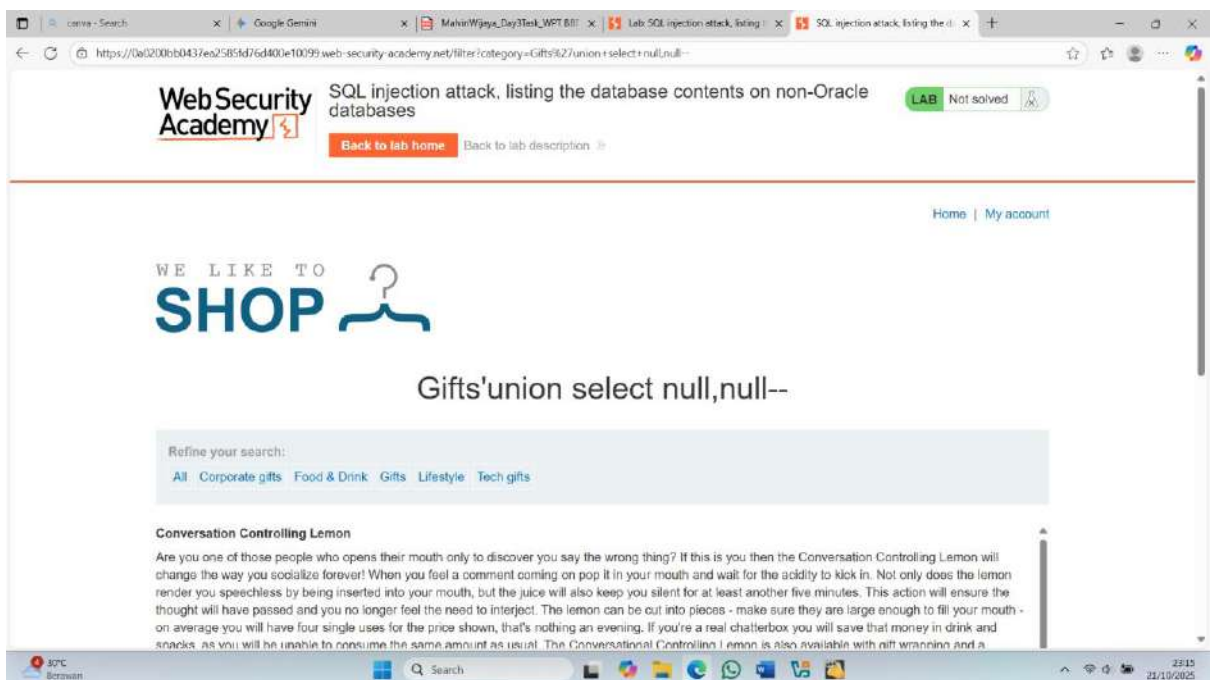 canva - Search
Google Gemini
MalvinWijaya_Day3Task_WPT BBI
Lab: SQL injection attack, listing
SQL injection attack, listing the d
https://0a0200bb0437ea2585fd76d400e10099.web-security-academy.net/filter?category=Gifts%27union+select+null,null--
Web Security
Academy
SQL injection attack, listing the database contents on non-Oracle
databases
LAB Not solved
Back to lab home Back to lab description
Home | My account
WE LIKE TO
SHOP
Gifts'union select null,null--
Refine your search:
All Corporate gifts Food & Drink Gifts Lifestyle Tech gifts
Conversation Controlling Lemon
Are you one of those people who opens their mouth only to discover you say the wrong thing? If this is you then the Conversation Controlling Lemon will
change the way you socialize forever! When you feel a comment coming on pop it in your mouth and wait for the acidity to kick in. Not only does the lemon
render you speechless by being inserted into your mouth, but the juice will also keep you silent for at least another five minutes. This action will ensure the
thought will have passed and you no longer feel the need to interject. The lemon can be cut into pieces - make sure they are large enough to fill your mouth -
on average you will have four single uses for the price shown, that's nothing an evening. If you're a real chatterbox you will save that money in drink and
snacks, as you will be unable to consume the same amount as usual. The Conversational Controlling Lemon is also available with gift wrapping and a
30°C
Berawan
Search
23:15
21/10/2025